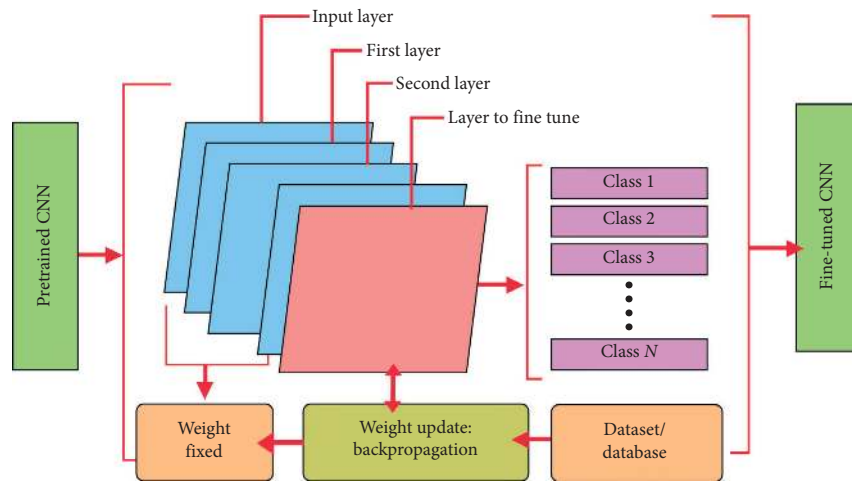 Input layer
First layer
Second layer
Layer to fine tune
Pretrained CNN
Class 1
Class 2
Class 3
Class N
Fine-tuned CNN
Weight
fixed
Weight update:
backpropagation
Dataset/
database